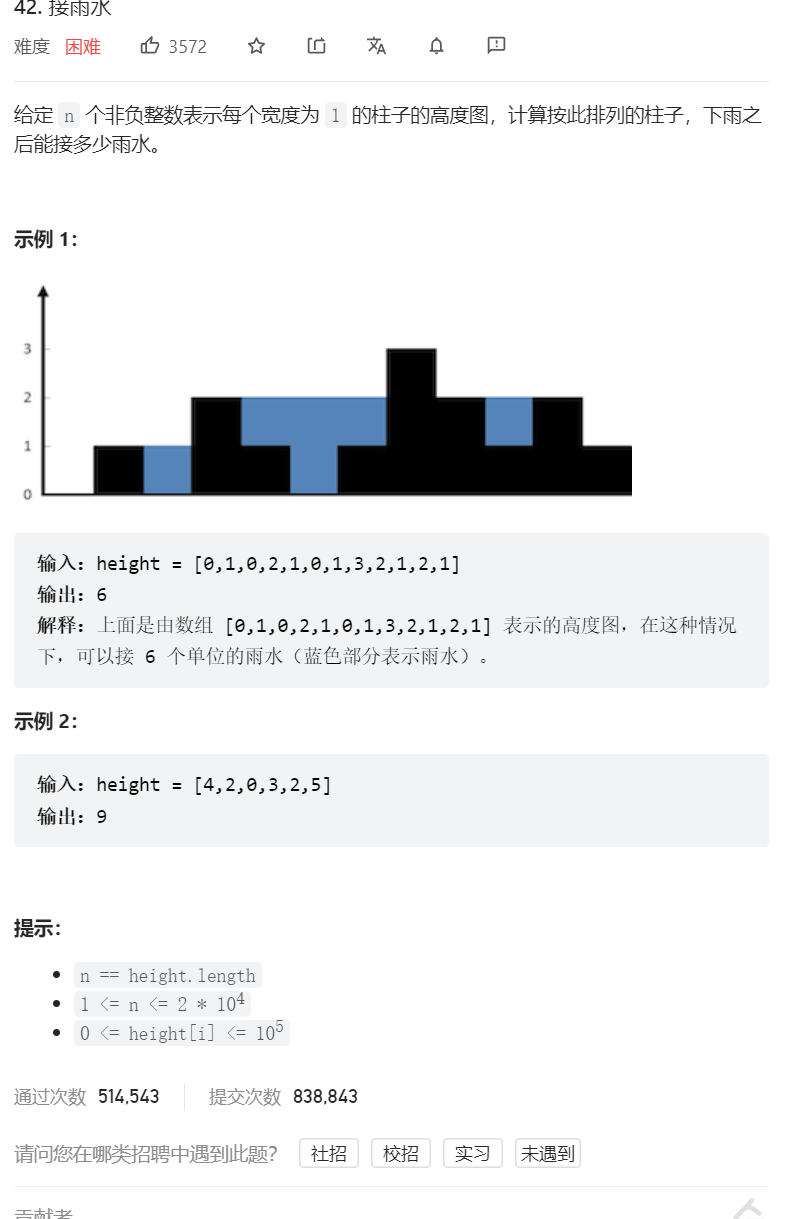 42. 接雨水
难度 困难 3572
给定 n 个非负整数表示每个宽度为 1 的柱子的高度图，计算按此排列的柱子，下雨之
后能接多少雨水。
示例 1：
3
2
1
0
输入：height = [0,1,0,2,1,0,1,3,2,1,2,1]
输出：6
解释：上面是由数组 [0,1,0,2,1,0,1,3,2,1,2,1] 表示的高度图，在这种情况
下，可以接 6 个单位的雨水（蓝色部分表示雨水）。
示例 2：
输入：height = [4,2,0,3,2,5]
输出：9
提示：
n == height.length
1 <= n <= 2 * 10⁴
0 <= height[i] <= 10⁵
通过次数 514,543 提交次数 838,843
请问您在哪类招聘中遇到此题？ 社招 校招 实习 未遇到
贡献者